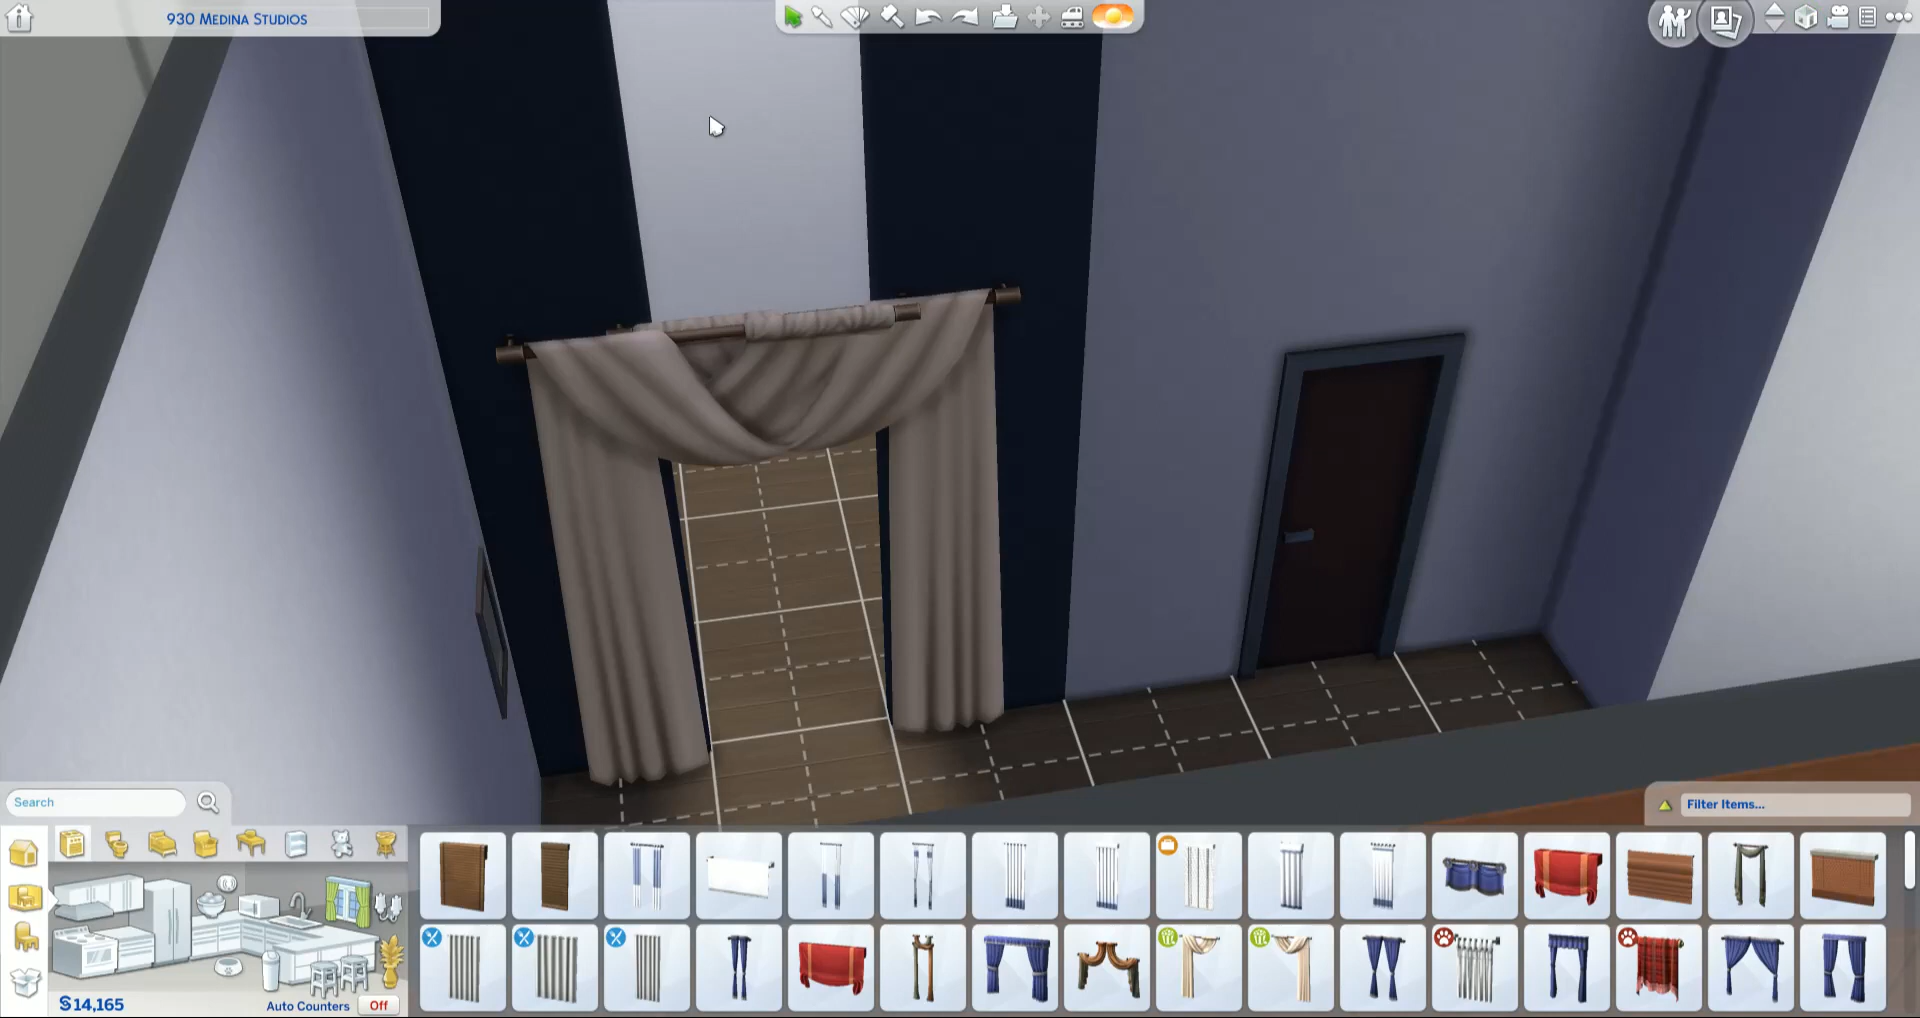 930 Medina Studios
Search
Filter Items...
§14,165
Auto Counters
Off